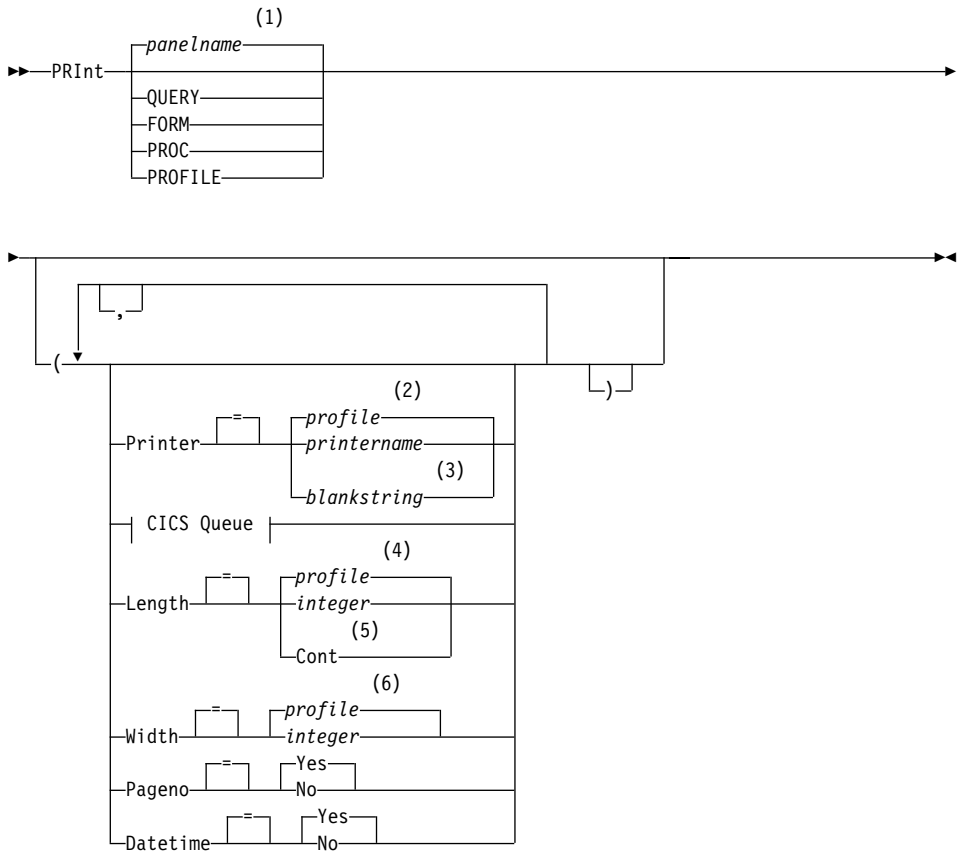 (1)
panelname
PRInt
QUERY
FORM
PROC
PROFILE
,
(
)
(2)
=
profile
Printer
printername
(3)
blankstring
CICS Queue
(4)
=
profile
Length
integer
(5)
Cont
(6)
=
profile
Width
integer
=
Yes
Pageno
No
=
Yes
Datetime
No